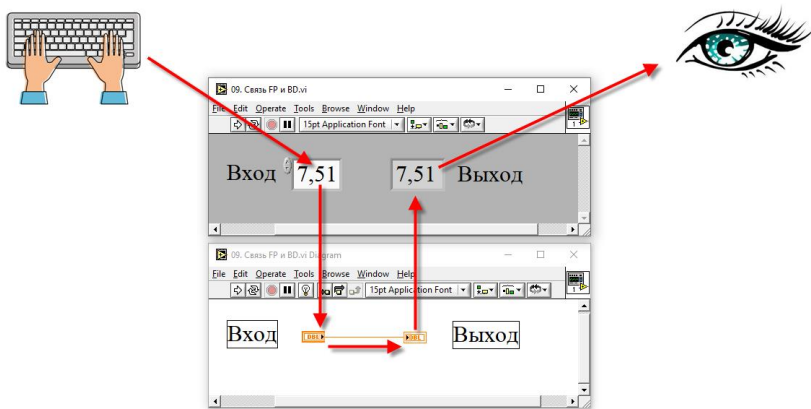 09. Связь FP и BD.vi
File Edit Operate Tools Browse Window Help
15pt Application Font
1
Вход 7,51 7,51 Выход
09. Связь FP и BD.vi Diagram
File Edit Operate Tools Browse Window Help
15pt Application Font
1
Вход DBL DBL Выход